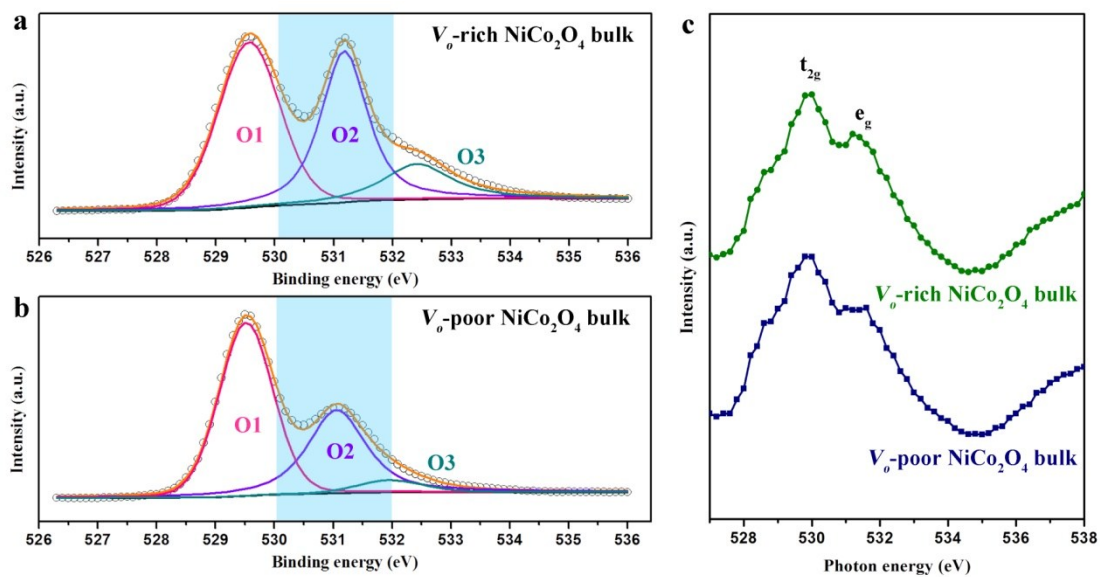 a
Vₒ-rich NiCo₂O₄ bulk
O1
O2
O3
Intensity (a.u.)
526 527 528 529 530 531 532 533 534 535 536
Binding energy (eV)
b
Vₒ-poor NiCo₂O₄ bulk
O1
O2
O3
Intensity (a.u.)
526 527 528 529 530 531 532 533 534 535 536
Binding energy (eV)
c
t₂g
eg
Vₒ-rich NiCo₂O₄ bulk
Vₒ-poor NiCo₂O₄ bulk
Intensity (a.u.)
528 530 532 534 536 538
Photon energy (eV)